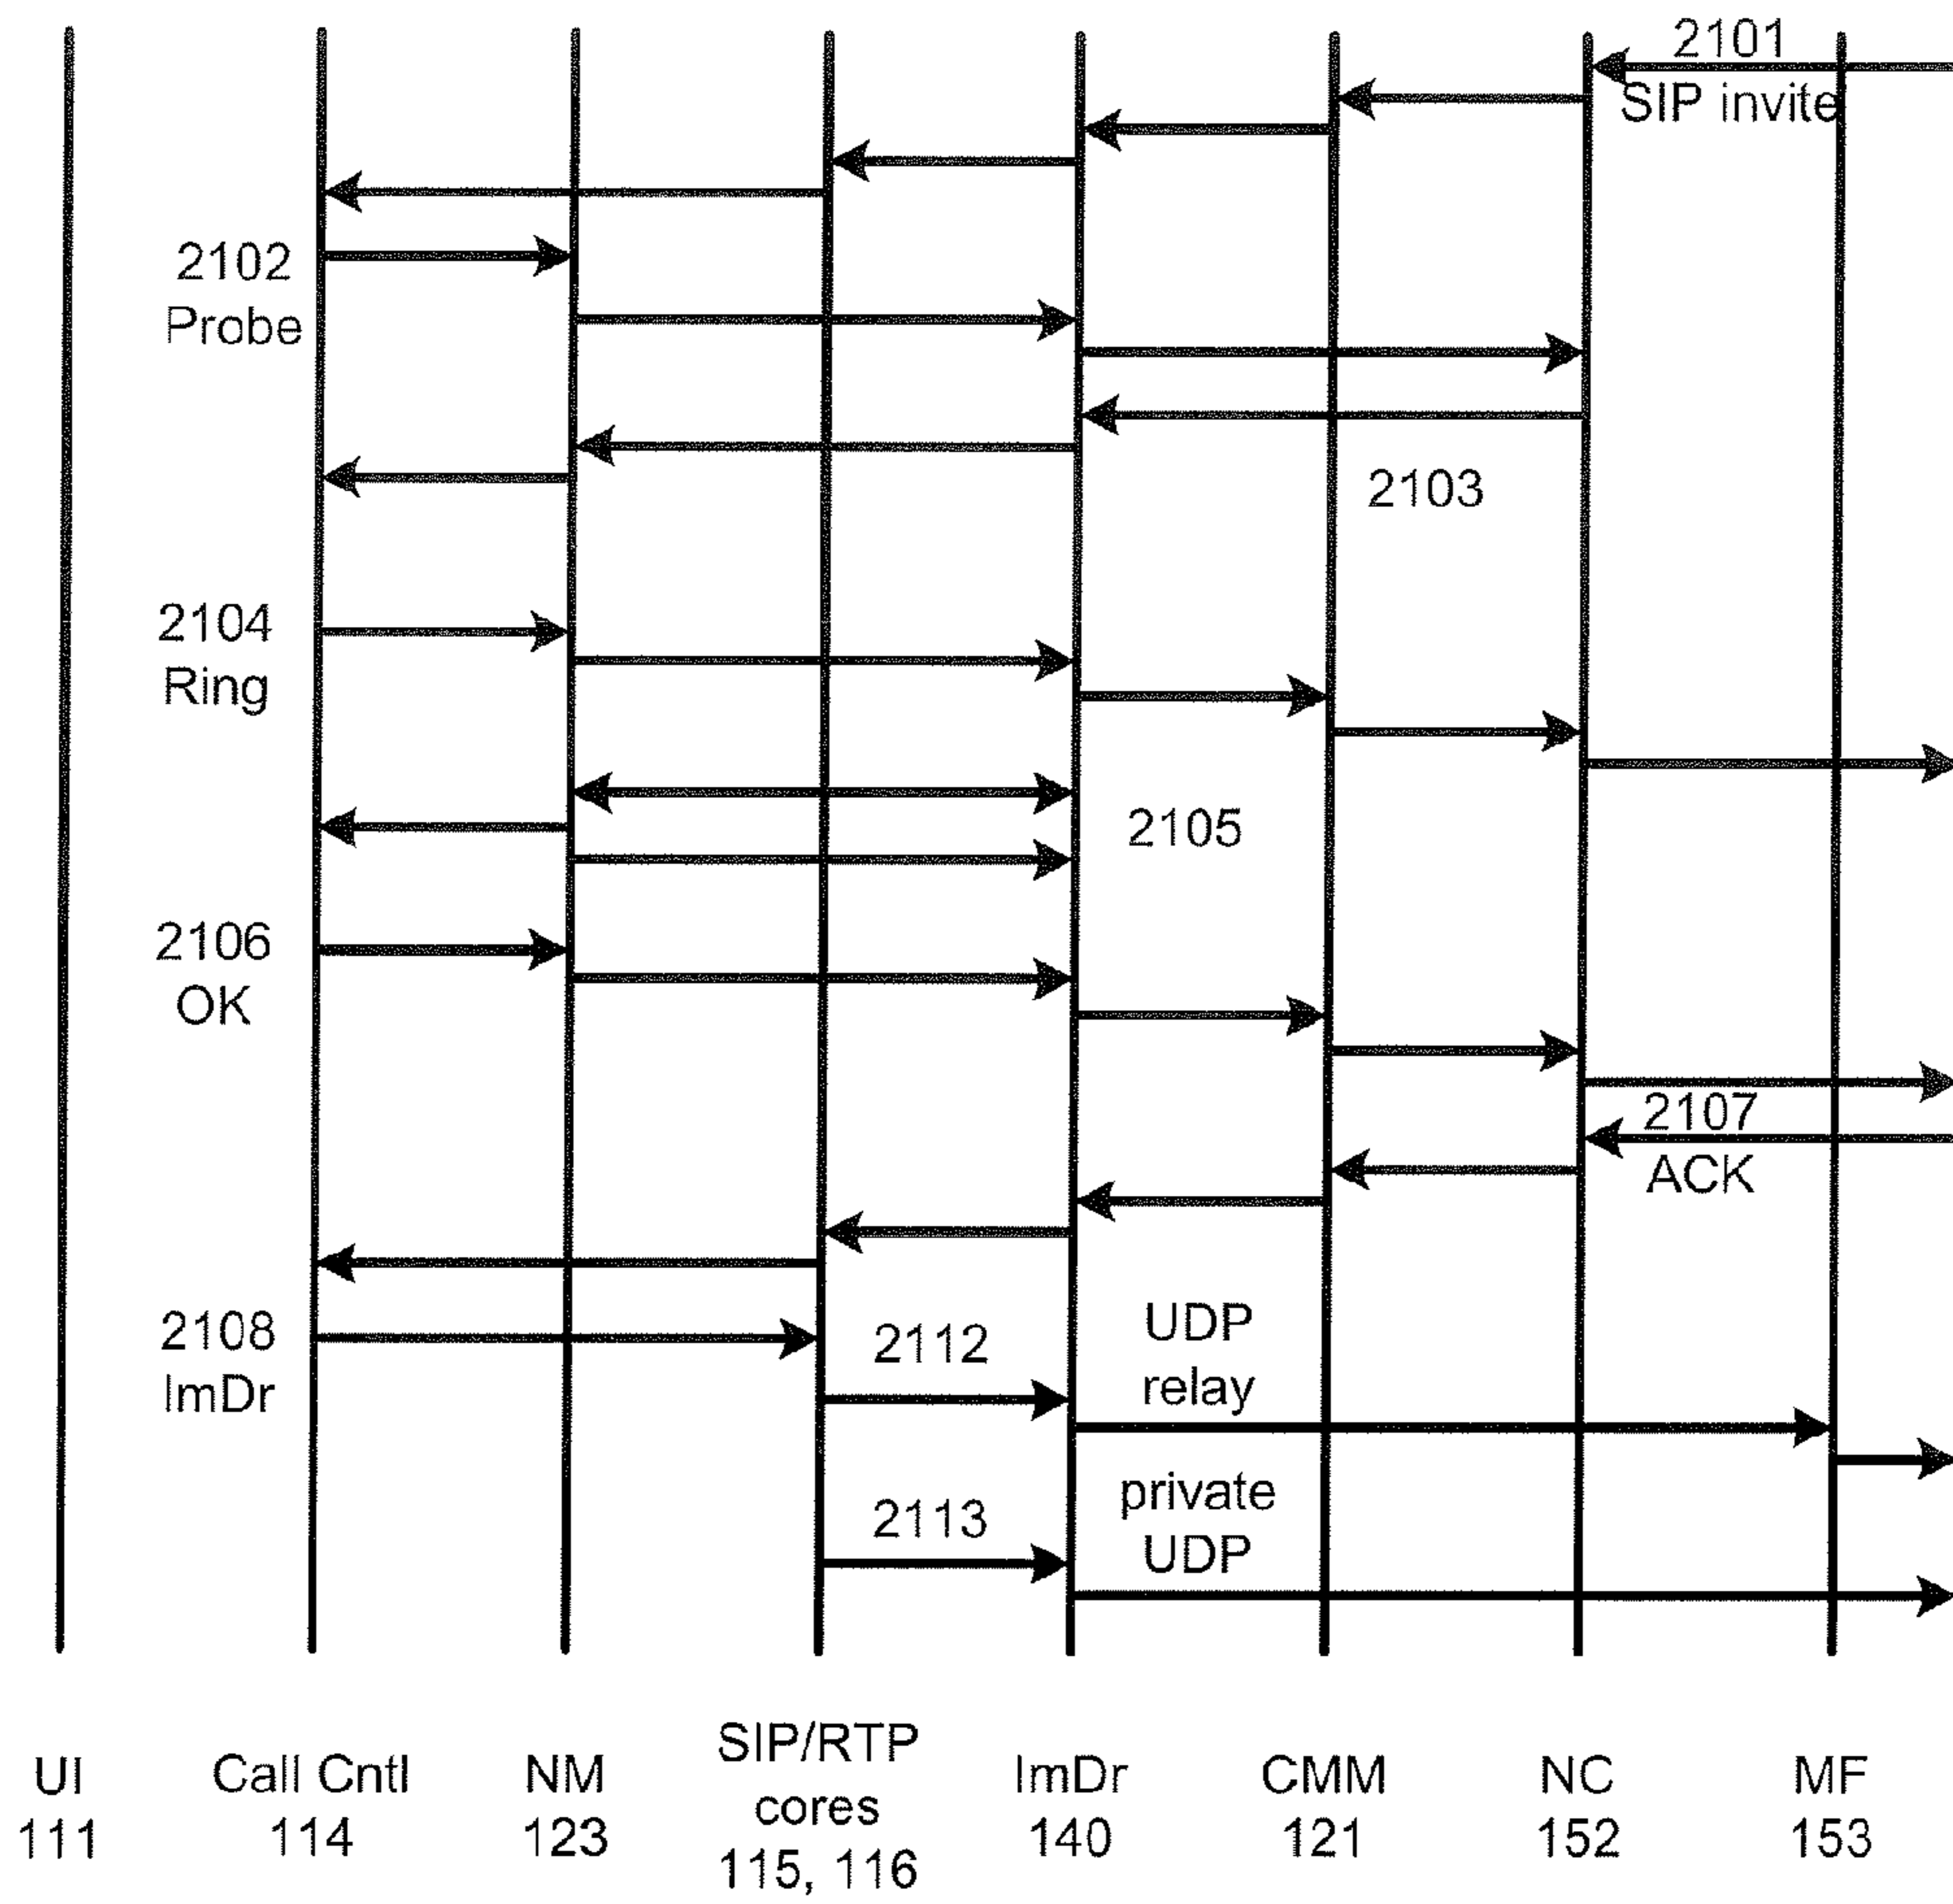 2101
SIP invite
2102
Probe
2103
2104
Ring
2105
2106
OK
2107
ACK
2108
ImDr
2112
UDP
relay
2113
private
UDP
UI
111
Call Cntl
114
NM
123
SIP/RTP
cores
115, 116
ImDr
140
CMM
121
NC
152
MF
153